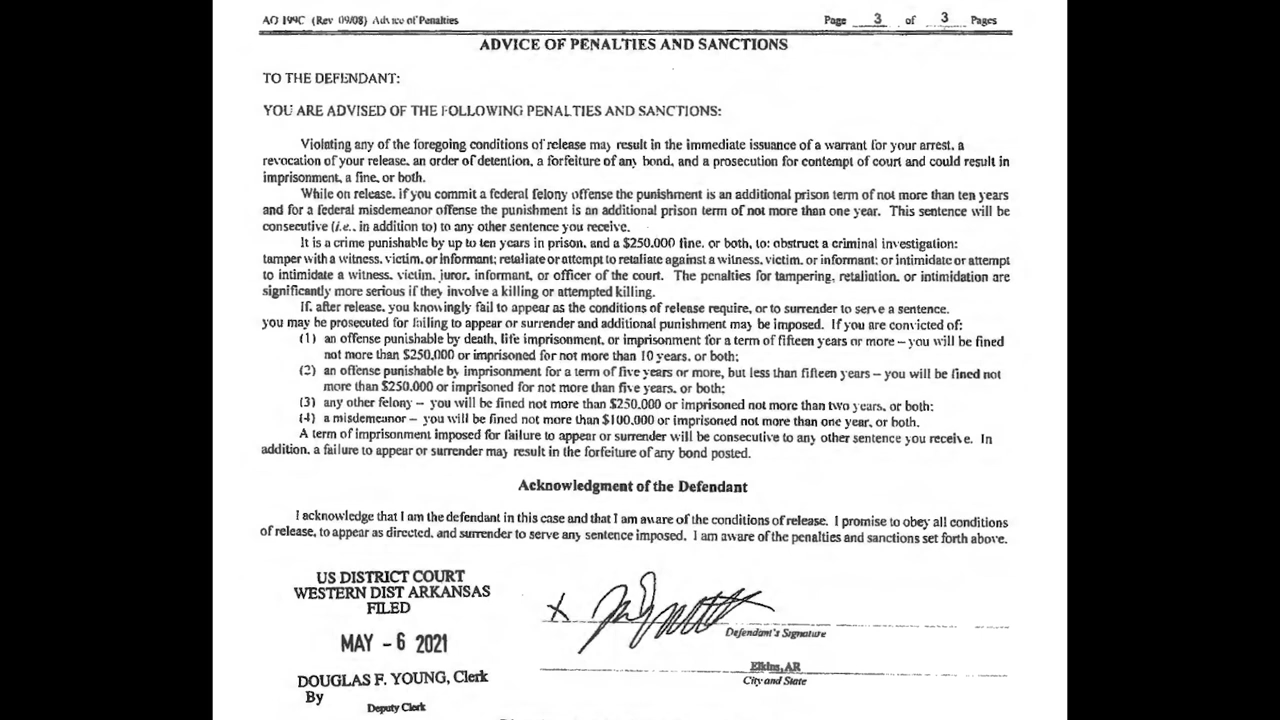 AO 199C (Rev 09/08) Advice of Penalties
Page 3 of 3 Pages
ADVICE OF PENALTIES AND SANCTIONS
TO THE DEFENDANT:
YOU ARE ADVISED OF THE FOLLOWING PENALTIES AND SANCTIONS:
Violating any of the foregoing conditions of release may result in the immediate issuance of a warrant for your arrest, a
revocation of your release, an order of detention, a forfeiture of any bond, and a prosecution for contempt of court and could result in
imprisonment, a fine, or both.
While on release, if you commit a federal felony offense the punishment is an additional prison term of not more than ten years
and for a federal misdemeanor offense the punishment is an additional prison term of not more than one year. This sentence will be
consecutive (i.e., in addition to) to any other sentence you receive.
It is a crime punishable by up to ten years in prison, and a $250,000 fine, or both, to: obstruct a criminal investigation;
tamper with a witness, victim, or informant; retaliate or attempt to retaliate against a witness, victim, or informant; or intimidate or attempt
to intimidate a witness, victim, juror, informant, or officer of the court. The penalties for tampering, retaliation, or intimidation are
significantly more serious if they involve a killing or attempted killing.
If, after release, you knowingly fail to appear as the conditions of release require, or to surrender to serve a sentence,
you may be prosecuted for failing to appear or surrender and additional punishment may be imposed. If you are convicted of:
(1) an offense punishable by death, life imprisonment, or imprisonment for a term of fifteen years or more – you will be fined
not more than $250,000 or imprisoned for not more than 10 years, or both;
(2) an offense punishable by imprisonment for a term of five years or more, but less than fifteen years – you will be fined not
more than $250,000 or imprisoned for not more than five years, or both;
(3) any other felony – you will be fined not more than $250,000 or imprisoned not more than two years, or both;
(4) a misdemeanor – you will be fined not more than $100,000 or imprisoned not more than one year, or both.
A term of imprisonment imposed for failure to appear or surrender will be consecutive to any other sentence you receive. In
addition, a failure to appear or surrender may result in the forfeiture of any bond posted.
Acknowledgment of the Defendant
I acknowledge that I am the defendant in this case and that I am aware of the conditions of release. I promise to obey all conditions
of release, to appear as directed, and surrender to serve any sentence imposed. I am aware of the penalties and sanctions set forth above.
US DISTRICT COURT
WESTERN DIST ARKANSAS
FILED
MAY - 6 2021
DOUGLAS F. YOUNG, Clerk
By
Deputy Clerk
X
Defendant's Signature
Elkins, AR
City and State